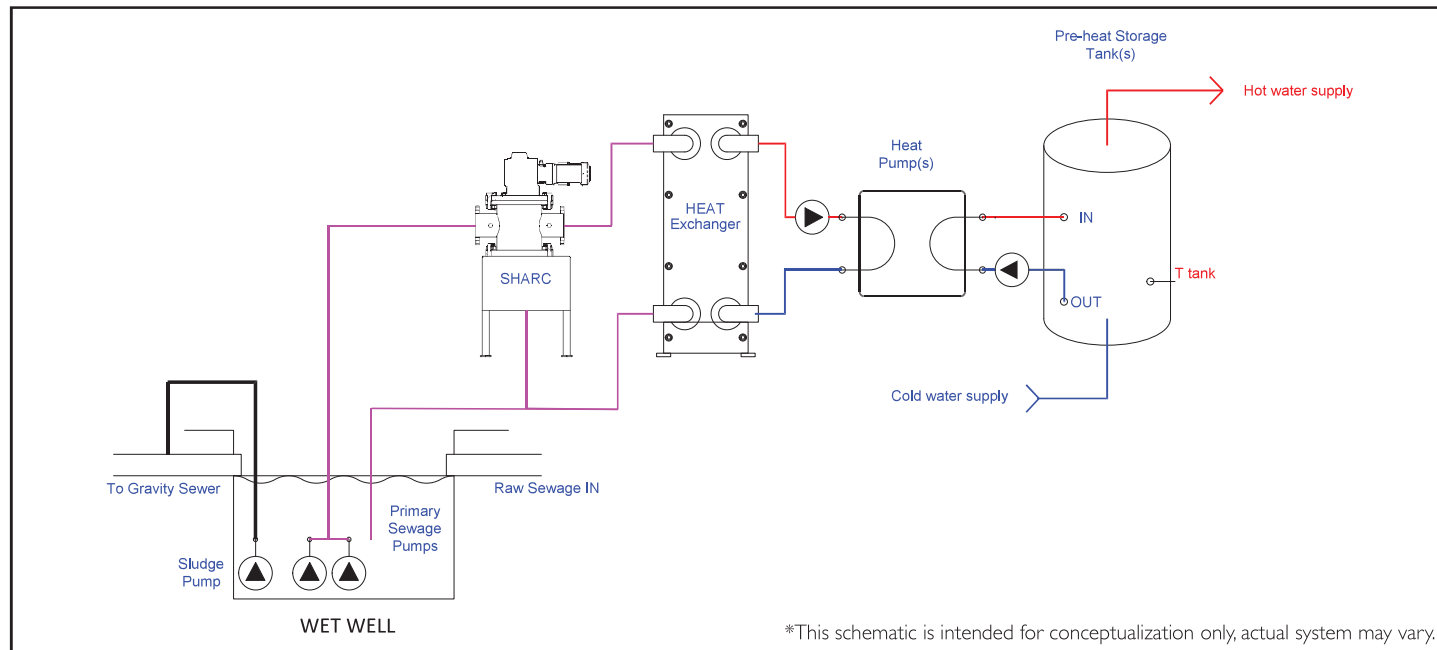 Pre-heat Storage
Tank(s)
Hot water supply
Heat
Pump(s)
HEAT
Exchanger
IN
SHARC
T tank
OUT
Cold water supply
To Gravity Sewer
Raw Sewage IN
Primary
Sewage
Pumps
Sludge
Pump
WET WELL
*This schematic is intended for conceptualization only, actual system may vary.